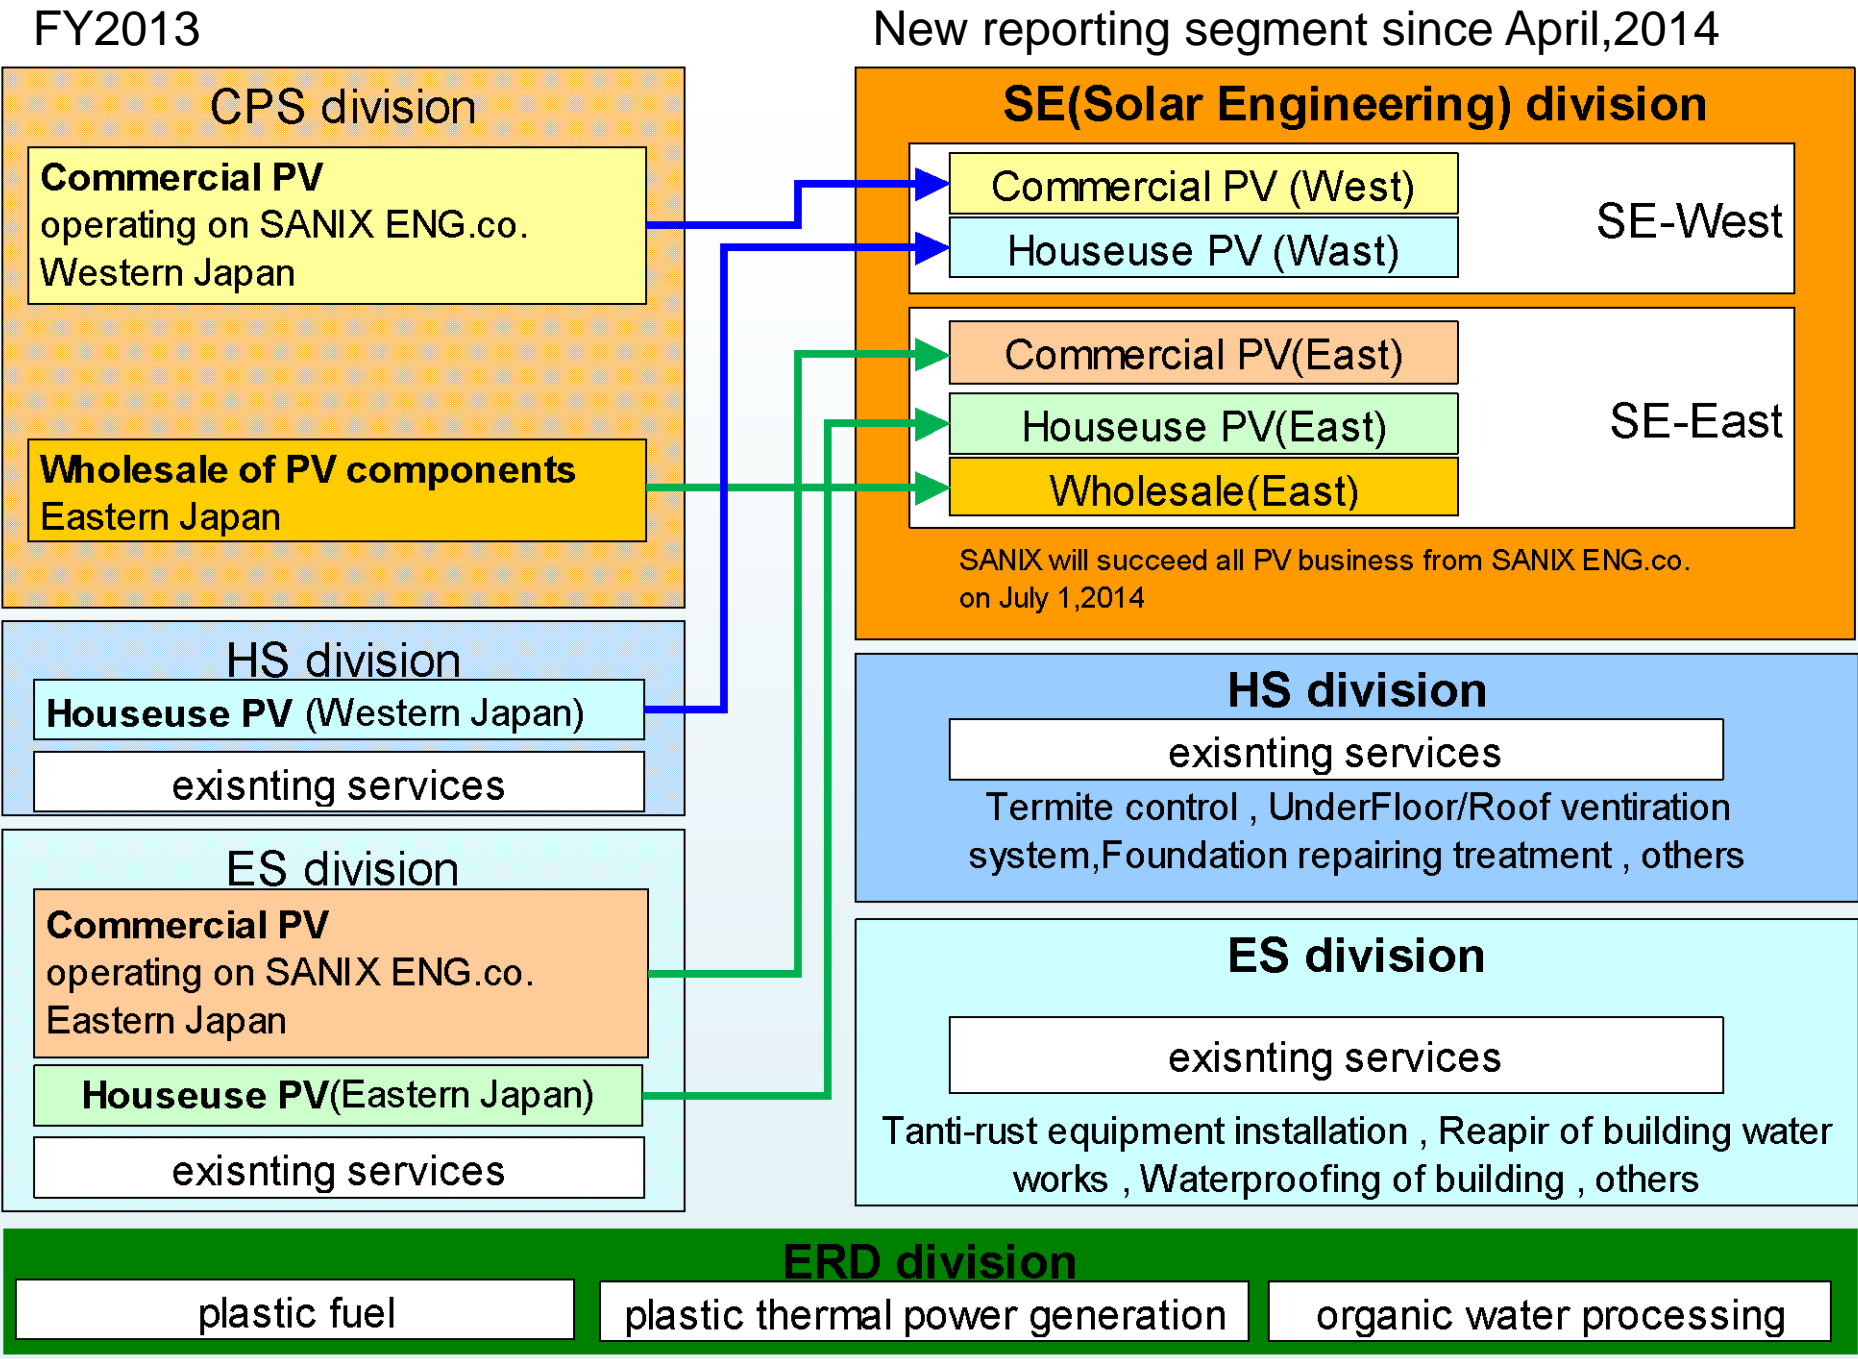 FY2013
CPS division
Commercial PV
operating on SANIX ENG.co.
Western Japan
Wholesale of PV components
Eastern Japan
HS division
Houseuse PV (Western Japan)
exisnting services
ES division
Commercial PV
operating on SANIX ENG.co.
Eastern Japan
Houseuse PV(Eastern Japan)
exisnting services
New reporting segment since April,2014
SE(Solar Engineering) division
Commercial PV (West)
Houseuse PV (Wast)
SE-West
Commercial PV(East)
Houseuse PV(East)
Wholesale(East)
SE-East
SANIX will succeed all PV business from SANIX ENG.co.
on July 1,2014
HS division
exisnting services
Termite control , UnderFloor/Roof ventiration
system,Foundation repairing treatment , others
ES division
exisnting services
Tanti-rust equipment installation , Reapir of building water
works , Waterproofing of building , others
ERD division
plastic fuel
plastic thermal power generation
organic water processing